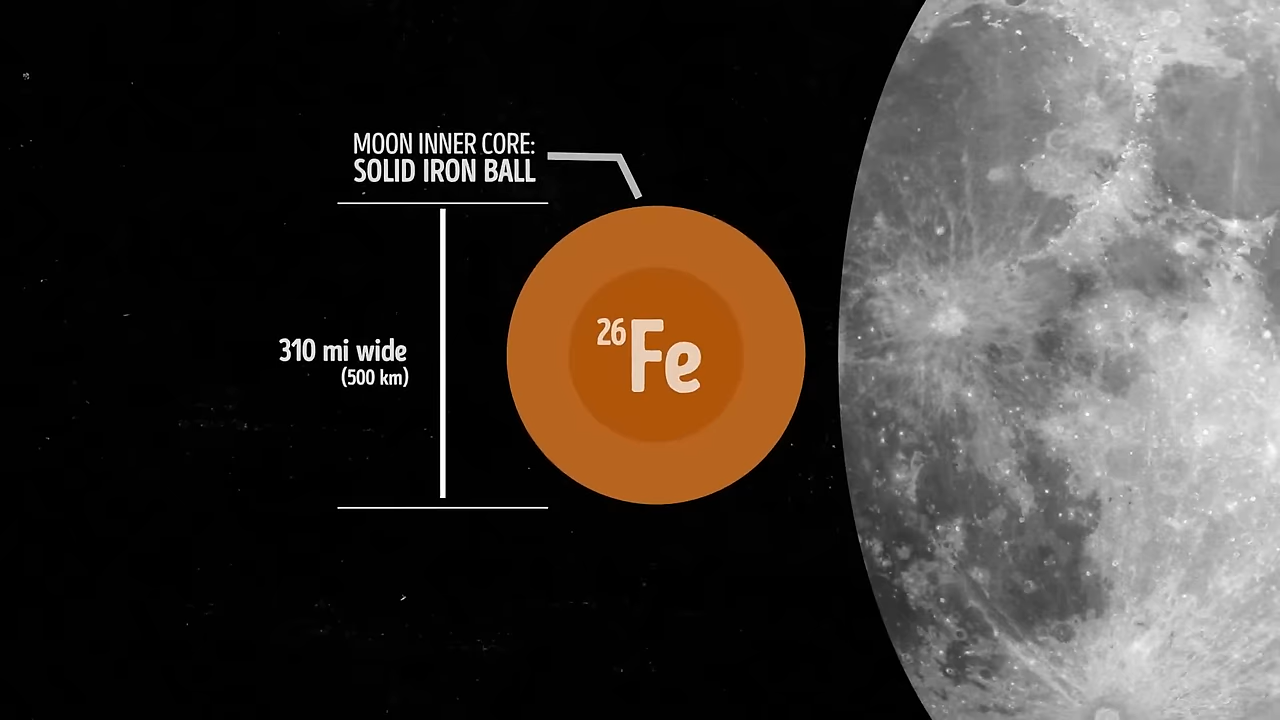 MOON INNER CORE:
SOLID IRON BALL
310 mi wide
(500 km)
26Fe